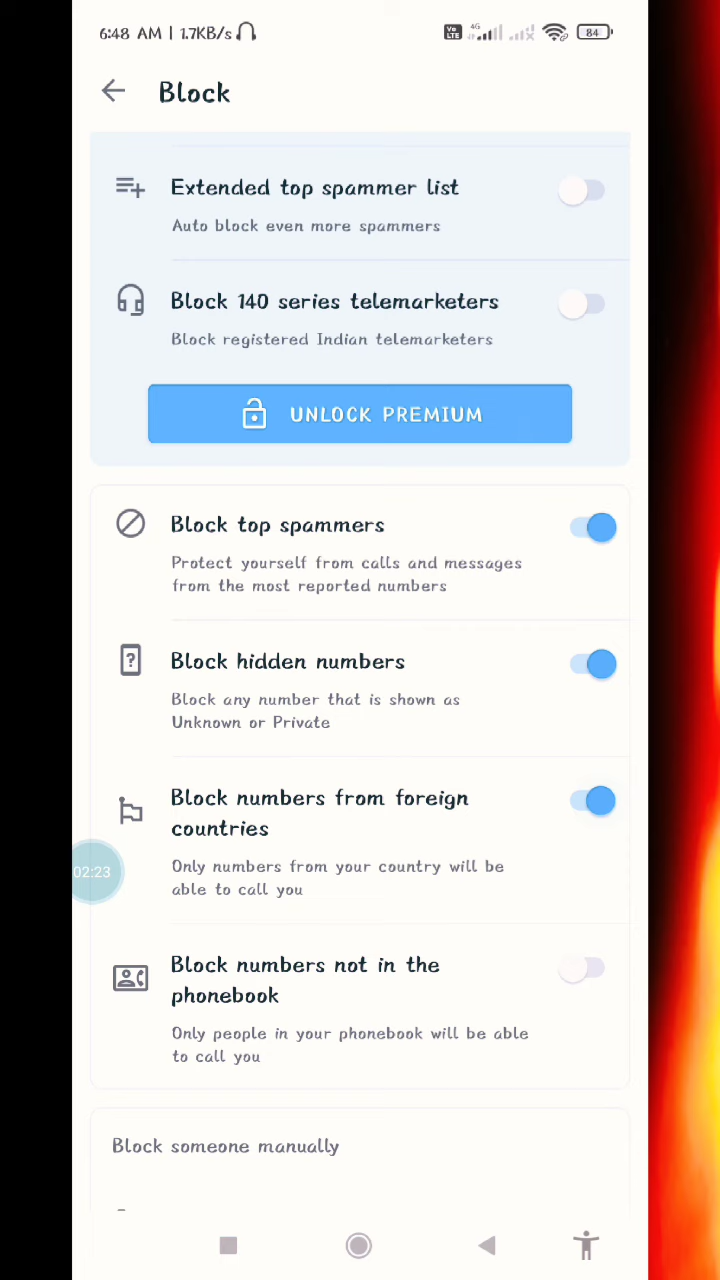 6:48 AM | 1.7KB/s
Vo LTE 4G 84
Block
Extended top spammer list
Auto block even more spammers
Block 140 series telemarketers
Block registered Indian telemarketers
UNLOCK PREMIUM
Block top spammers
Protect yourself from calls and messages
from the most reported numbers
Block hidden numbers
Block any number that is shown as
Unknown or Private
Block numbers from foreign
countries
Only numbers from your country will be
able to call you
02:23
Block numbers not in the
phonebook
Only people in your phonebook will be able
to call you
Block someone manually